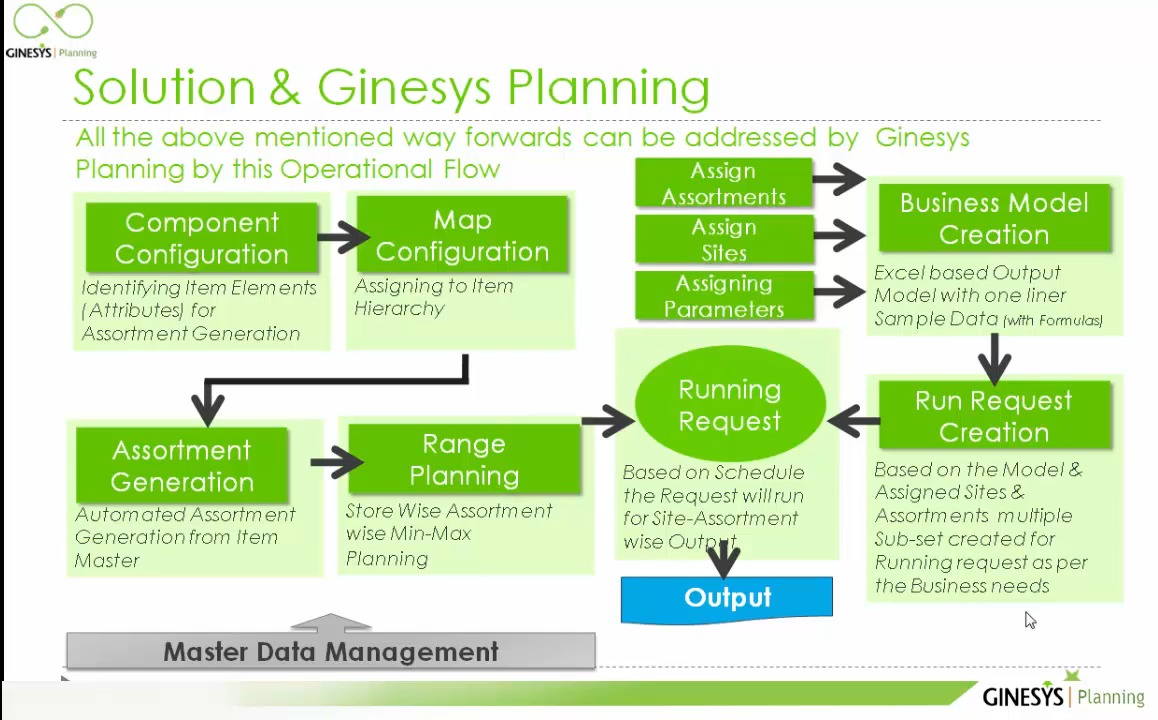 GINESYS | Planning
Solution & Ginesys Planning
All the above mentioned way forwards can be addressed by Ginesys
Planning by this Operational Flow
Component
Configuration
Identifying Item Elements
(Attributes) for
Assortment Generation
Map
Configuration
Assigning to Item
Hierarchy
Assortment
Generation
Automated Assortment
Generation from Item
Master
Range
Planning
Store Wise Assortment
wise Min-Max
Planning
Assign
Assortments
Assign
Sites
Assigning
Parameters
Business Model
Creation
Excel based Output
Model with one liner
Sample Data (with Formulas)
Run Request
Creation
Based on the Model &
Assigned Sites &
Assortments multiple
Sub-set created for
Running request as per
the Business needs
Running
Request
Based on Schedule
the Request will run
for Site-Assortment
wise Output
Output
Master Data Management
GINESYS | Planning